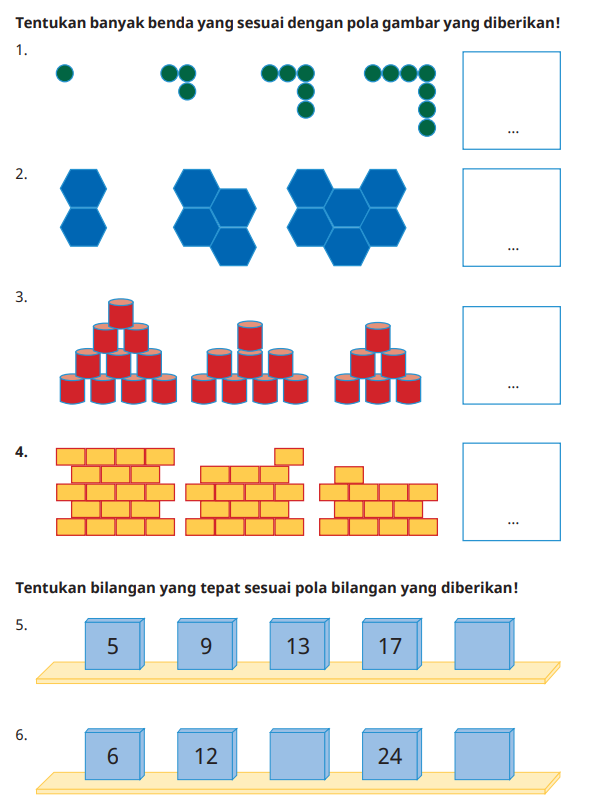 Tentukan banyak benda yang sesuai dengan pola gambar yang diberikan!
1.
...
2.
...
3.
...
4.
...
Tentukan bilangan yang tepat sesuai pola bilangan yang diberikan!
5.
5 9 13 17
6.
6 12 24